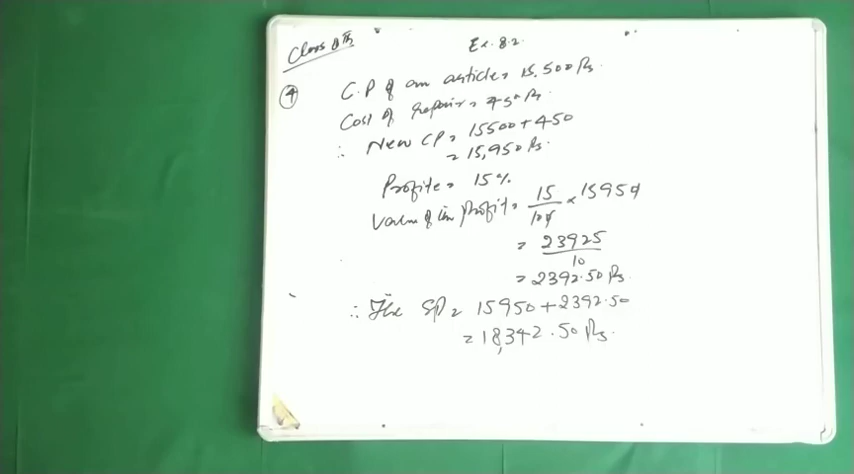 Class 8th
Ex. 8.2.
4
C.P of an article = 15,500 Rs.
Cost of repair = 450 Rs.
∴ New CP = 15500 + 450
= 15,950 Rs.
Profit = 15%
Value of profit = 15/100 × 15950
= 23925/10
= 2392.50 Rs
∴ The SP = 15950 + 2392.50
= 18,342.50 Rs.